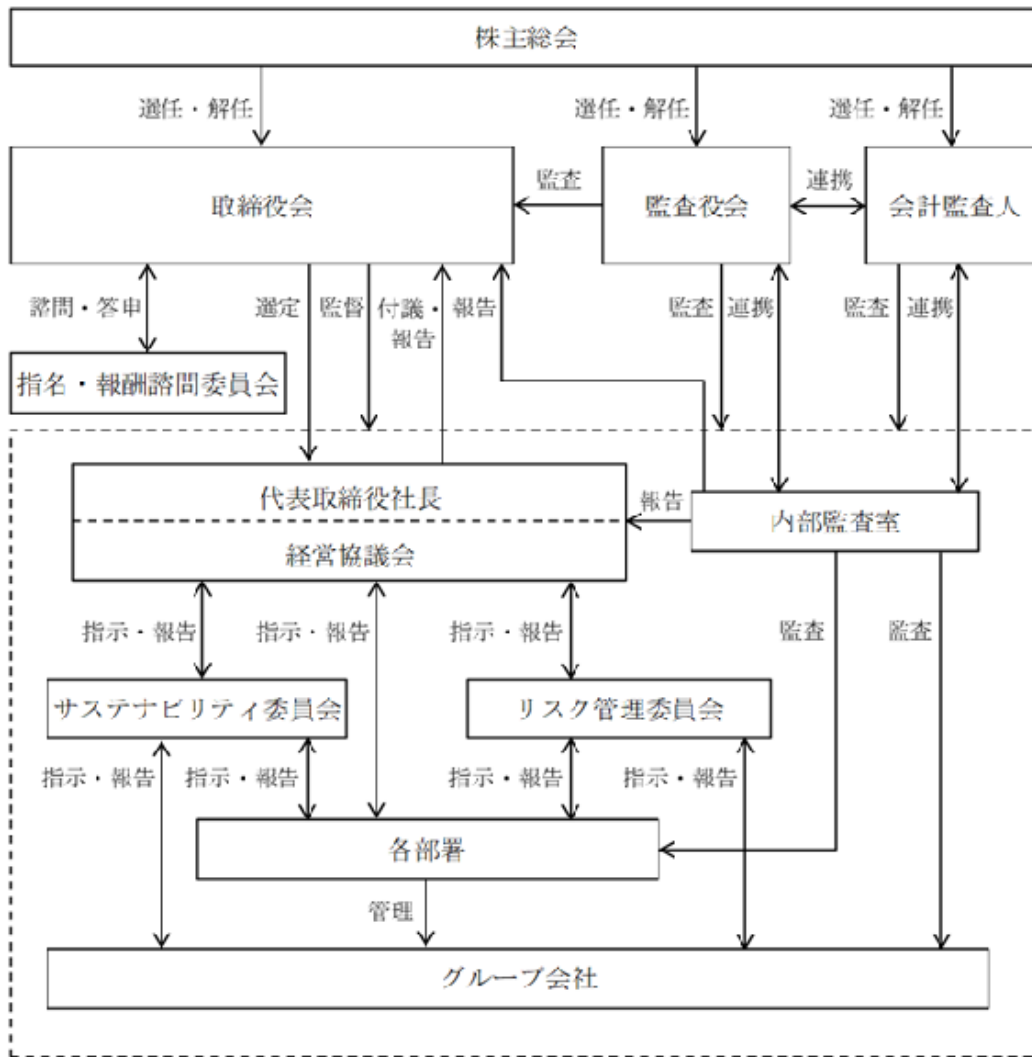 株主総会
選任・解任
選任・解任
選任・解任
取締役会
監査
監査役会
連携
会計監査人
諮問・答申
選定
監督
付議・
報告
報告
監査
連携
監査
連携
指名・報酬諮問委員会
代表取締役社長
経営協議会
報告
内部監査室
指示・報告
指示・報告
指示・報告
監査
監査
サステナビリティ委員会
リスク管理委員会
指示・報告
指示・報告
指示・報告
指示・報告
各部署
管理
グループ会社